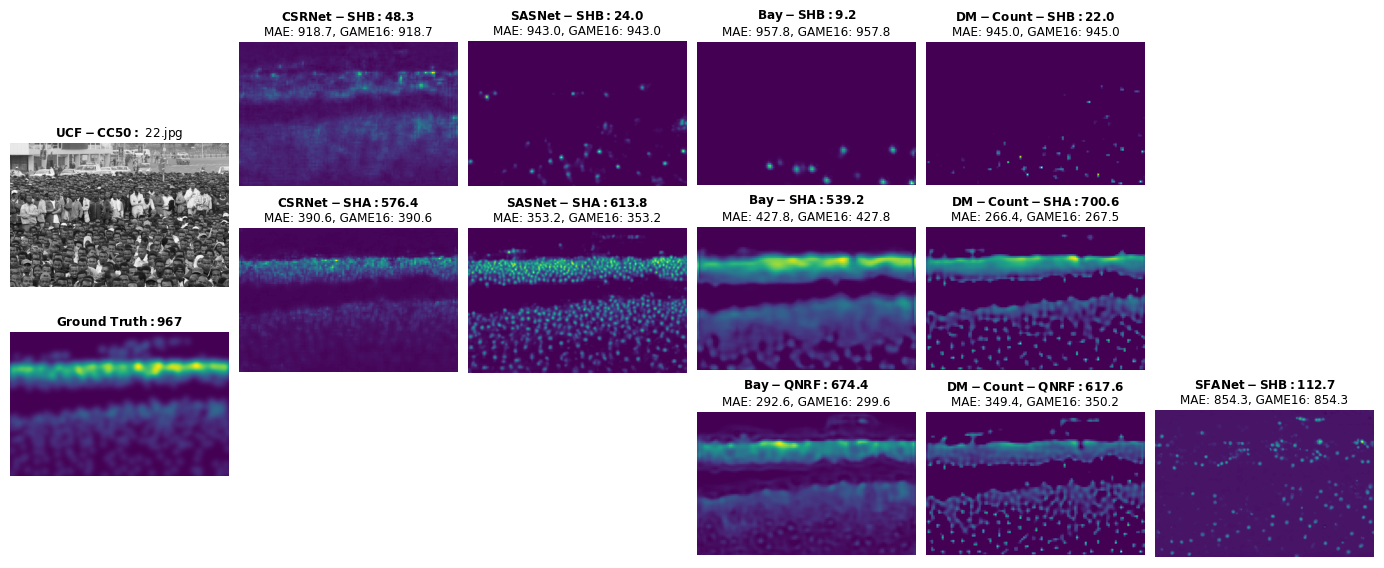 CSRNet−SHB: 48.3
MAE: 918.7, GAME16: 918.7
SASNet−SHB: 24.0
MAE: 943.0, GAME16: 943.0
Bay−SHB: 9.2
MAE: 957.8, GAME16: 957.8
DM−Count−SHB: 22.0
MAE: 945.0, GAME16: 945.0
UCF−CC50: 22.jpg
CSRNet−SHA: 576.4
MAE: 390.6, GAME16: 390.6
SASNet−SHA: 613.8
MAE: 353.2, GAME16: 353.2
Bay−SHA: 539.2
MAE: 427.8, GAME16: 427.8
DM−Count−SHA: 700.6
MAE: 266.4, GAME16: 267.5
Ground Truth: 967
Bay−QNRF: 674.4
MAE: 292.6, GAME16: 299.6
DM−Count−QNRF: 617.6
MAE: 349.4, GAME16: 350.2
SFANet−SHB: 112.7
MAE: 854.3, GAME16: 854.3